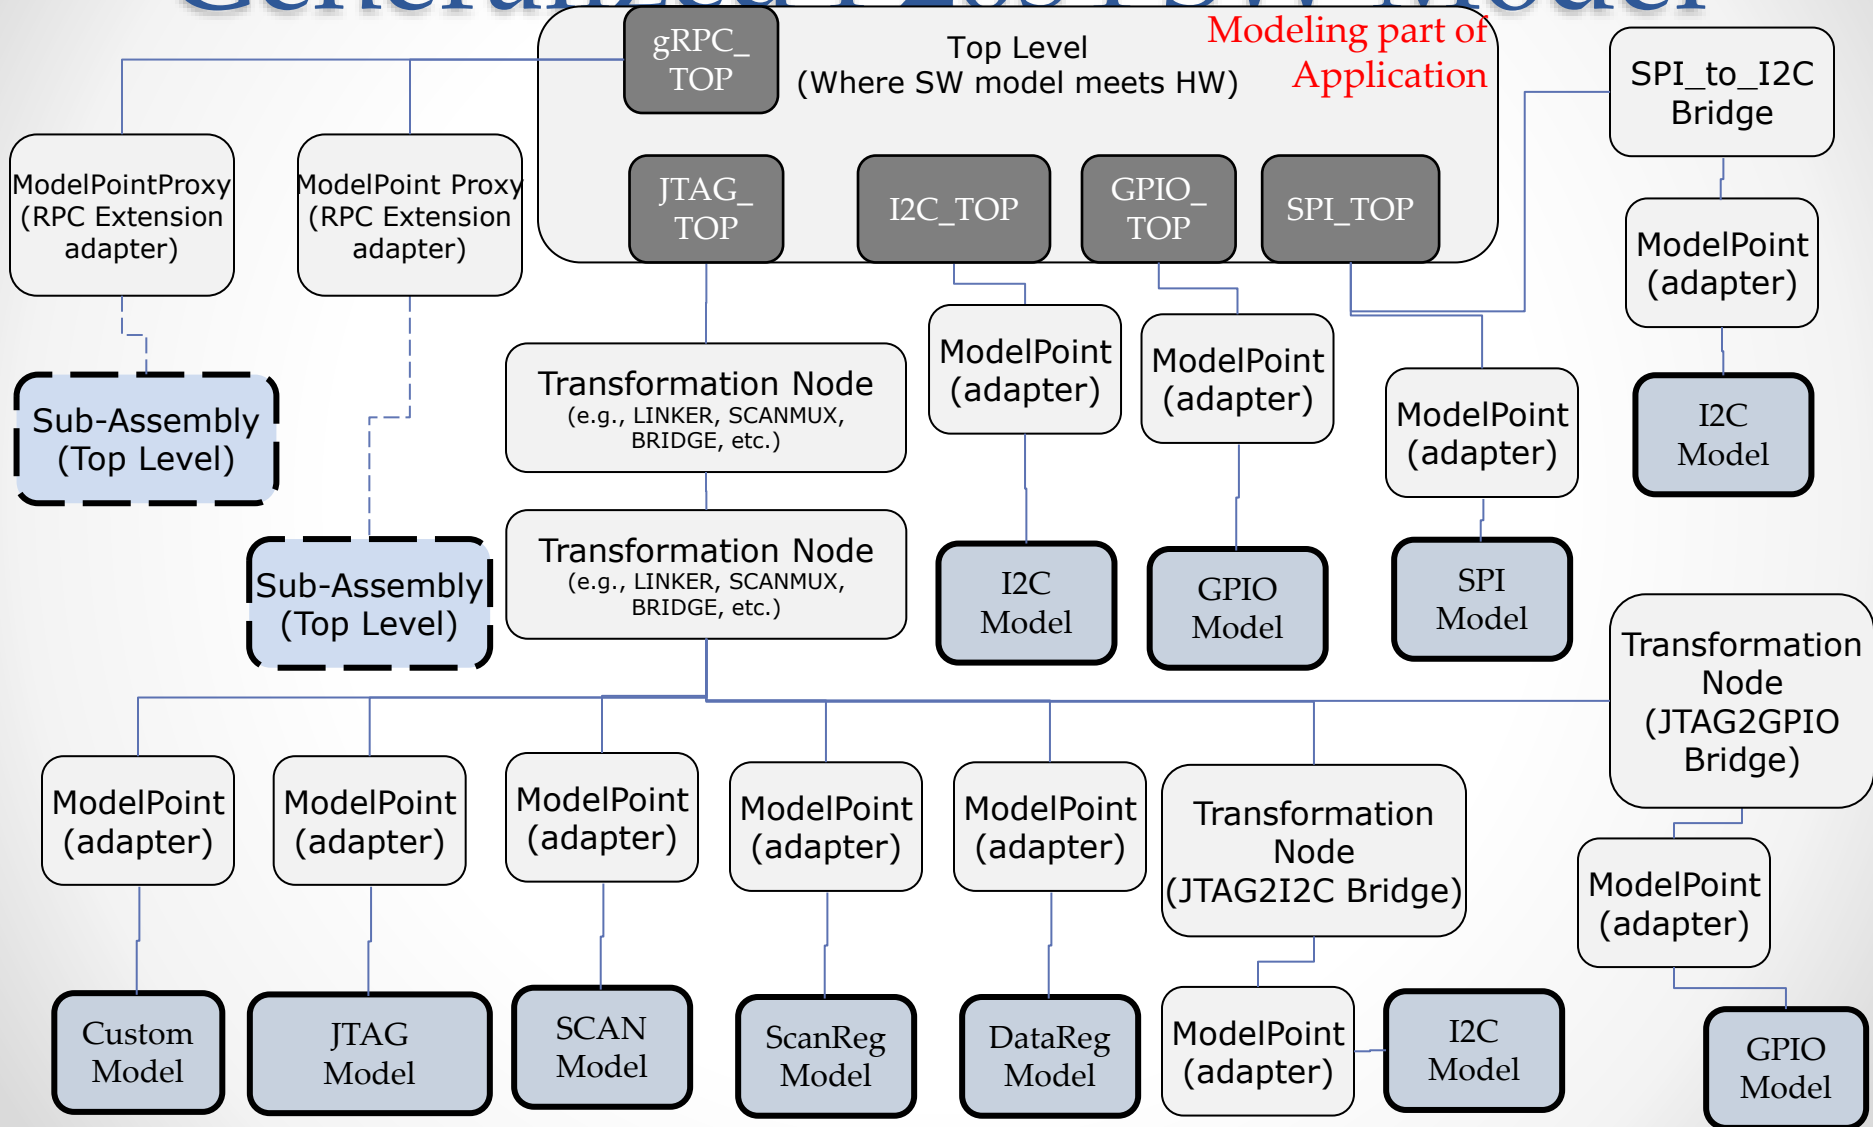 Generalized P2654 SW Model
gRPC_
TOP
Top Level
(Where SW model meets HW)
Modeling part of
Application
SPI_to_I2C
Bridge
ModelPointProxy
(RPC Extension
adapter)
ModelPoint Proxy
(RPC Extension
adapter)
JTAG_
TOP
I2C_TOP
GPIO_
TOP
SPI_TOP
ModelPoint
(adapter)
Sub-Assembly
(Top Level)
Transformation Node
(e.g., LINKER, SCANMUX,
BRIDGE, etc.)
ModelPoint
(adapter)
ModelPoint
(adapter)
ModelPoint
(adapter)
I2C
Model
Sub-Assembly
(Top Level)
Transformation Node
(e.g., LINKER, SCANMUX,
BRIDGE, etc.)
I2C
Model
GPIO
Model
SPI
Model
Transformation
Node
(JTAG2GPIO
Bridge)
ModelPoint
(adapter)
ModelPoint
(adapter)
ModelPoint
(adapter)
ModelPoint
(adapter)
ModelPoint
(adapter)
Transformation
Node
(JTAG2I2C Bridge)
ModelPoint
(adapter)
Custom
Model
JTAG
Model
SCAN
Model
ScanReg
Model
DataReg
Model
ModelPoint
(adapter)
I2C
Model
GPIO
Model